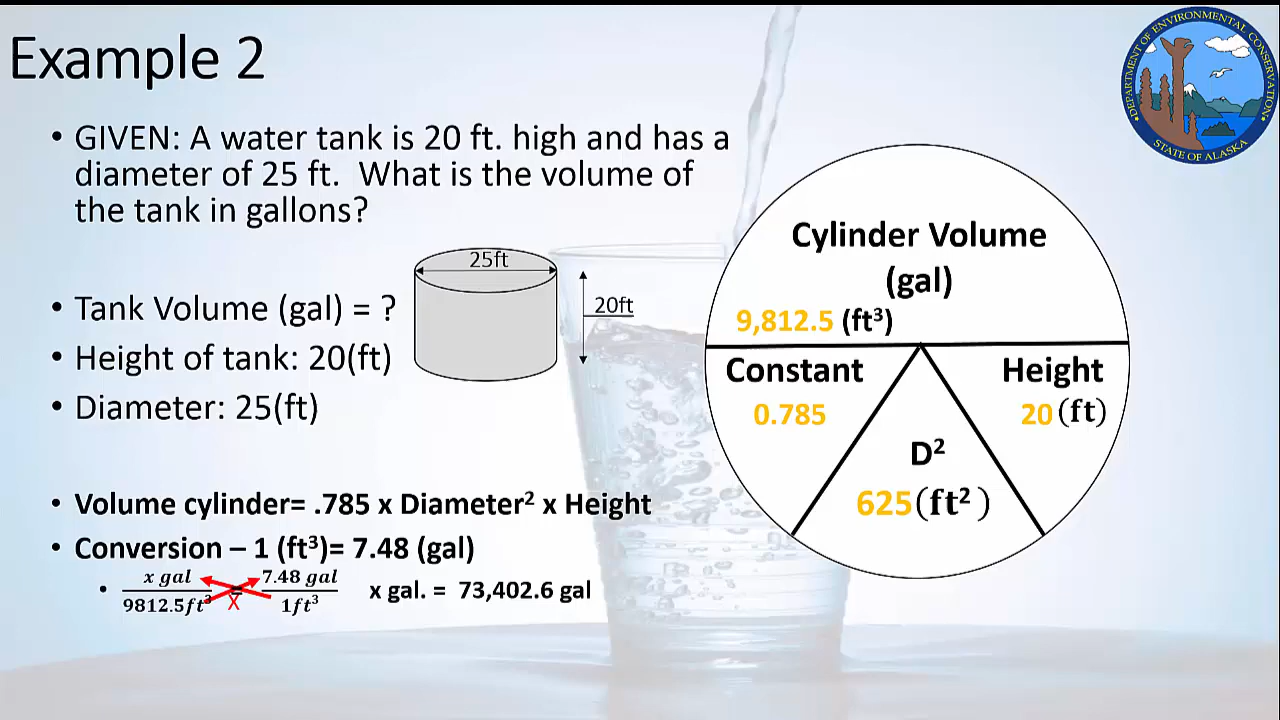 Example 2
DEPARTMENT OF ENVIRONMENTAL CONSERVATION
STATE OF ALASKA
• GIVEN: A water tank is 20 ft. high and has a
diameter of 25 ft.  What is the volume of
the tank in gallons?
25ft
20ft
• Tank Volume (gal) = ?
• Height of tank: 20(ft)
• Diameter: 25(ft)
• Volume cylinder= .785 x Diameter² x Height
• Conversion – 1 (ft³)= 7.48 (gal)
• x gal / 9812.5ft³ = 7.48 gal / 1ft³ x gal. = 73,402.6 gal
X
Cylinder Volume
(gal)
9,812.5 (ft³)
Constant
0.785
Height
20 (ft)
D²
625(ft²)